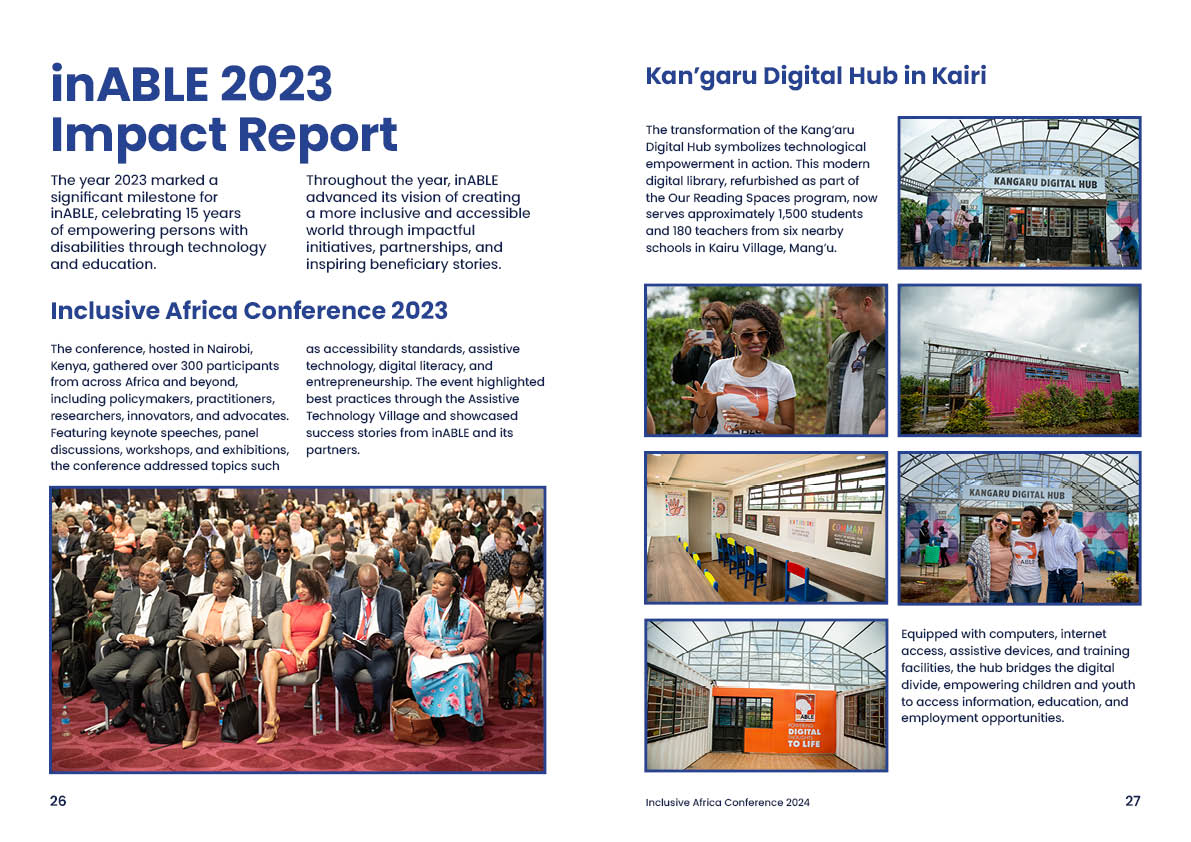 inABLE 2023
Impact Report
The year 2023 marked a
significant milestone for
inABLE, celebrating 15 years
of empowering persons with
disabilities through technology
and education.
Throughout the year, inABLE
advanced its vision of creating
a more inclusive and accessible
world through impactful
initiatives, partnerships, and
inspiring beneficiary stories.
Inclusive Africa Conference 2023
The conference, hosted in Nairobi,
Kenya, gathered over 300 participants
from across Africa and beyond,
including policymakers, practitioners,
researchers, innovators, and advocates.
Featuring keynote speeches, panel
discussions, workshops, and exhibitions,
the conference addressed topics such
as accessibility standards, assistive
technology, digital literacy, and
entrepreneurship. The event highlighted
best practices through the Assistive
Technology Village and showcased
success stories from inABLE and its
partners.
26
Kan’garu Digital Hub in Kairi
The transformation of the Kang’aru
Digital Hub symbolizes technological
empowerment in action. This modern
digital library, refurbished as part of
the Our Reading Spaces program, now
serves approximately 1,500 students
and 180 teachers from six nearby
schools in Kairu Village, Mang’u.
KANGARU DIGITAL HUB
COMMAND
KANGARU DIGITAL HUB
inABLE
DIGITAL
TO LIFE
Equipped with computers, internet
access, assistive devices, and training
facilities, the hub bridges the digital
divide, empowering children and youth
to access information, education, and
employment opportunities.
Inclusive Africa Conference 2024
27